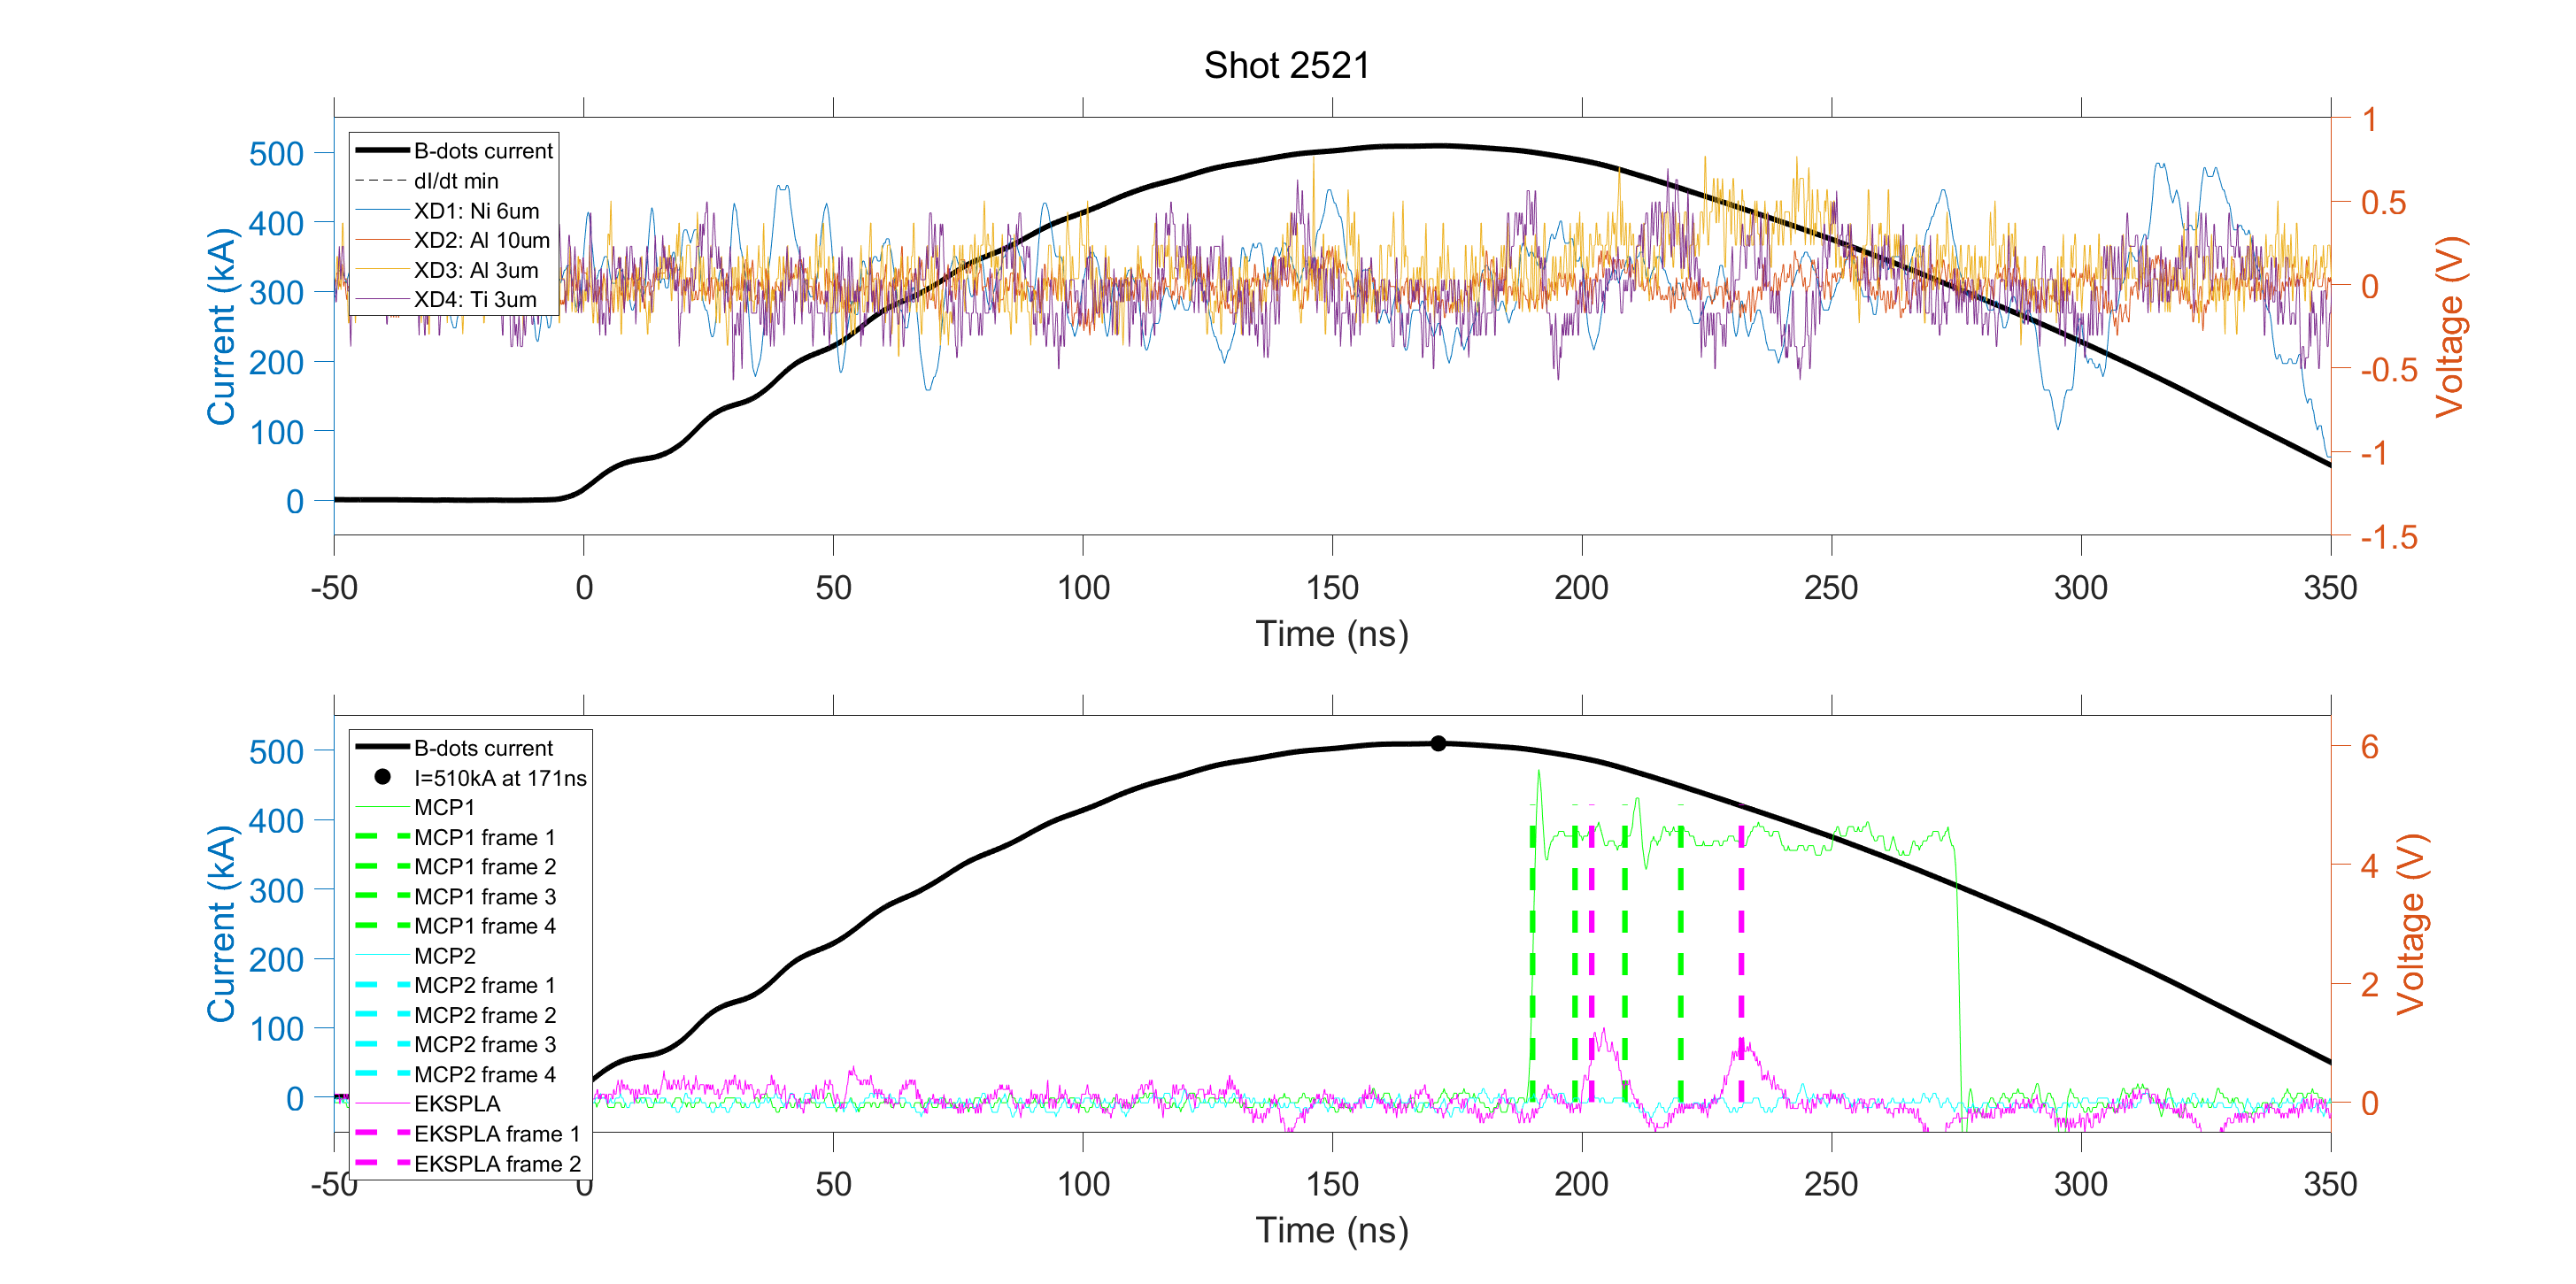 Shot 2521
B-dots current
dI/dt min
XD1: Ni 6um
XD2: Al 10um
XD3: Al 3um
XD4: Ti 3um
500
400
300
200
100
0
Current (kA)
1
0.5
0
-0.5
-1
-1.5
Voltage (V)
-50 0 50 100 150 200 250 300 350
Time (ns)
B-dots current
I=510kA at 171ns
MCP1
MCP1 frame 1
MCP1 frame 2
MCP1 frame 3
MCP1 frame 4
MCP2
MCP2 frame 1
MCP2 frame 2
MCP2 frame 3
MCP2 frame 4
EKSPLA
EKSPLA frame 1
EKSPLA frame 2
500
400
300
200
100
0
Current (kA)
6
4
2
0
Voltage (V)
-50 0 50 100 150 200 250 300 350
Time (ns)